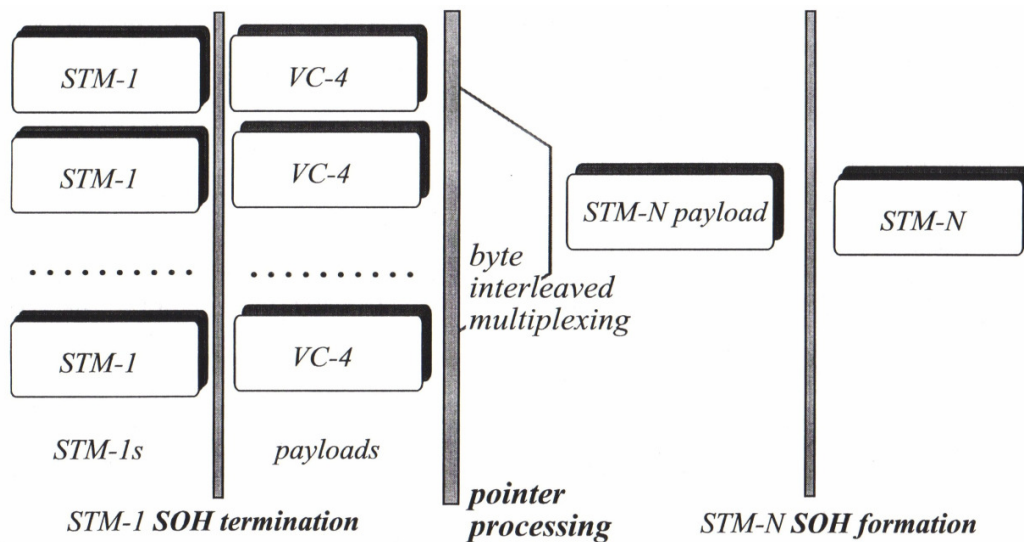 STM-1
VC-4
STM-1
VC-4
STM-N payload
STM-N
byte
interleaved
multiplexing
STM-1
VC-4
STM-1s
payloads
STM-1 SOH termination
pointer
processing
STM-N SOH formation